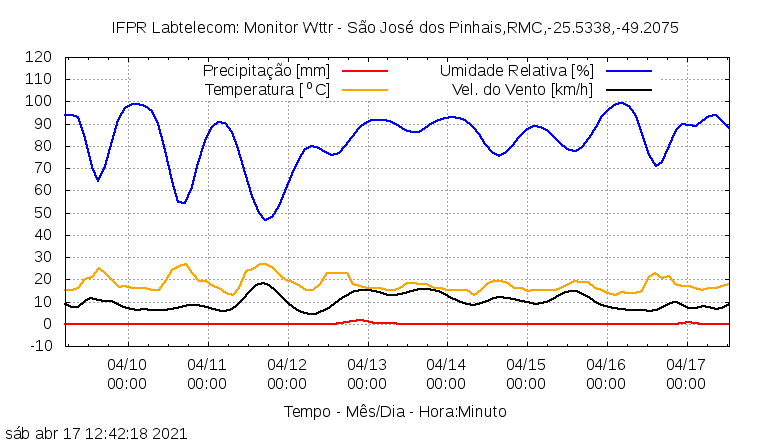 IFPR Labtelecom: Monitor Wttr - São José dos Pinhais,RMC,-25.5338,-49.2075
120
110
100
90
80
70
60
50
40
30
20
10
0
-10
Precipitação [mm]
Temperatura [ ⁰C]
Umidade Relativa [%]
Vel. do Vento [km/h]
04/10 04/11 04/12 04/13 04/14 04/15 04/16 04/17
00:00 00:00 00:00 00:00 00:00 00:00 00:00 00:00
Tempo - Mês/Dia - Hora:Minuto
sáb abr 17 12:42:18 2021